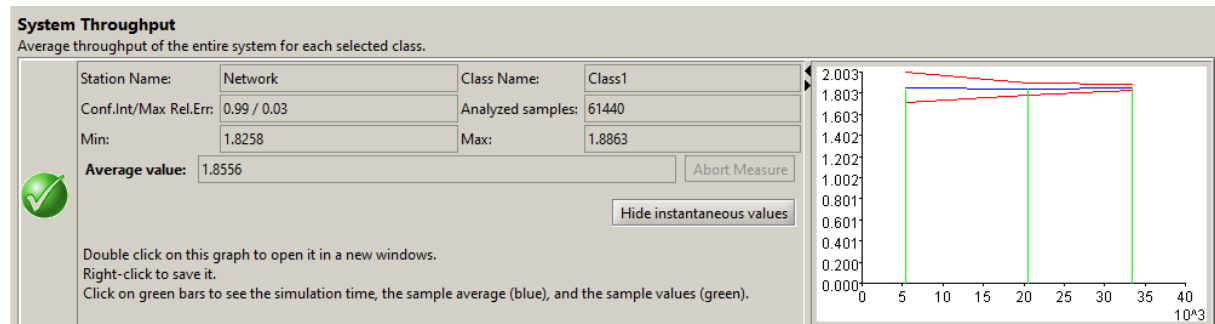 System Throughput
Average throughput of the entire system for each selected class.
Station Name: Network Class Name: Class1
Conf.Int/Max Rel.Err: 0.99 / 0.03 Analyzed samples: 61440
Min: 1.8258 Max: 1.8863
Average value: 1.8556 Abort Measure
Hide instantaneous values
Double click on this graph to open it in a new windows.
Right-click to save it.
Click on green bars to see the simulation time, the sample average (blue), and the sample values (green).
2.003
1.803
1.603
1.402
1.202
1.002
0.801
0.601
0.401
0.200
0.000
0 5 10 15 20 25 30 35 40
10^3